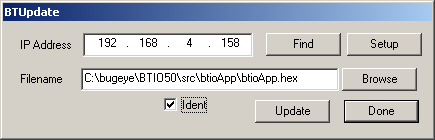 BTUpdate
IP Address 192 . 168 . 4 . 158 Find Setup
Filename C:\bugeye\BTIO50\src\btioApp\btioApp.hex Browse
Ident Update Done